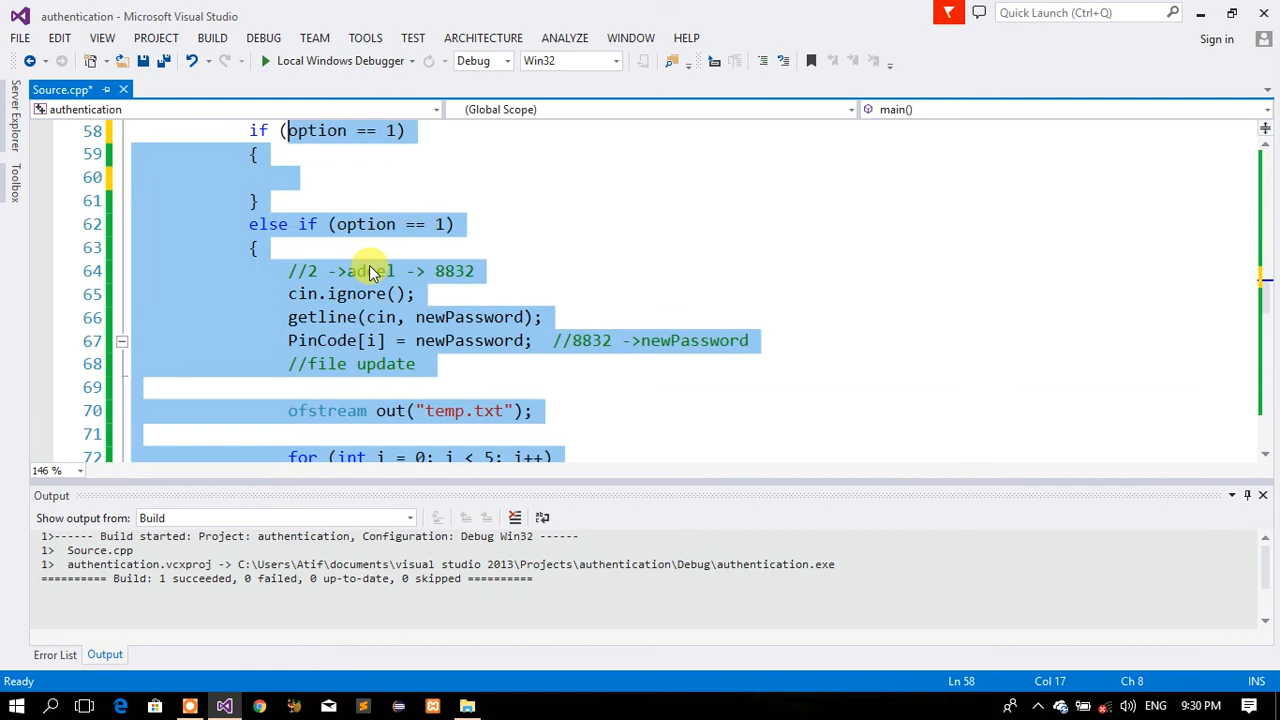 authentication - Microsoft Visual Studio
Quick Launch (Ctrl+Q)
FILE EDIT VIEW PROJECT BUILD DEBUG TEAM TOOLS TEST ARCHITECTURE ANALYZE WINDOW HELP
Sign in
Local Windows Debugger Debug Win32
Source.cpp*
authentication (Global Scope) main()
Server Explorer
Toolbox
58 if (option == 1)
59 {
60
61 }
62 else if (option == 1)
63 {
64 //2 -> -> 8832
65 cin.ignore();
66 getline(cin, newPassword);
67 PinCode[i] = newPassword; //8832 ->newPassword
68 //file update
69
70 ofstream out("temp.txt");
71
72 for (int i = 0; i < 5; i++)
146 %
Output
Show output from: Build
1>------ Build started: Project: authentication, Configuration: Debug Win32 ------
1> Source.cpp
1> authentication.vcxproj -> C:\Users\Atif\documents\visual studio 2013\Projects\authentication\Debug\authentication.exe
========== Build: 1 succeeded, 0 failed, 0 up-to-date, 0 skipped ==========
Error List Output
Ready Ln 58 Col 17 Ch 8 INS
9:30 PM